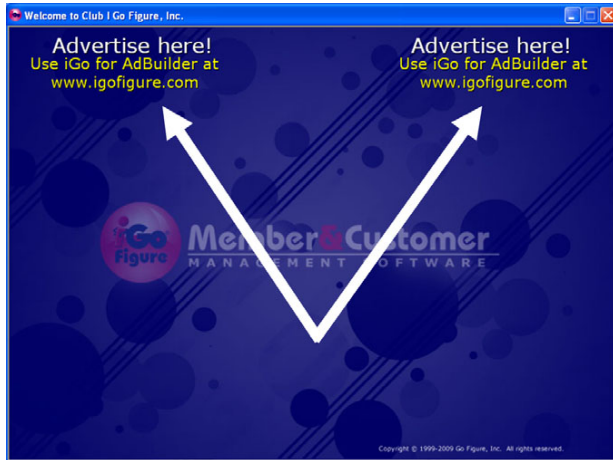 Welcome to Club I Go Figure, Inc.
Advertise here!
Use iGo for AdBuilder at
www.igofigure.com
Advertise here!
Use iGo for AdBuilder at
www.igofigure.com
iGo
Figure
Member&Customer
MANAGEMENT SOFTWARE
Copyright © 1999-2009 Go Figure, Inc. All rights reserved.